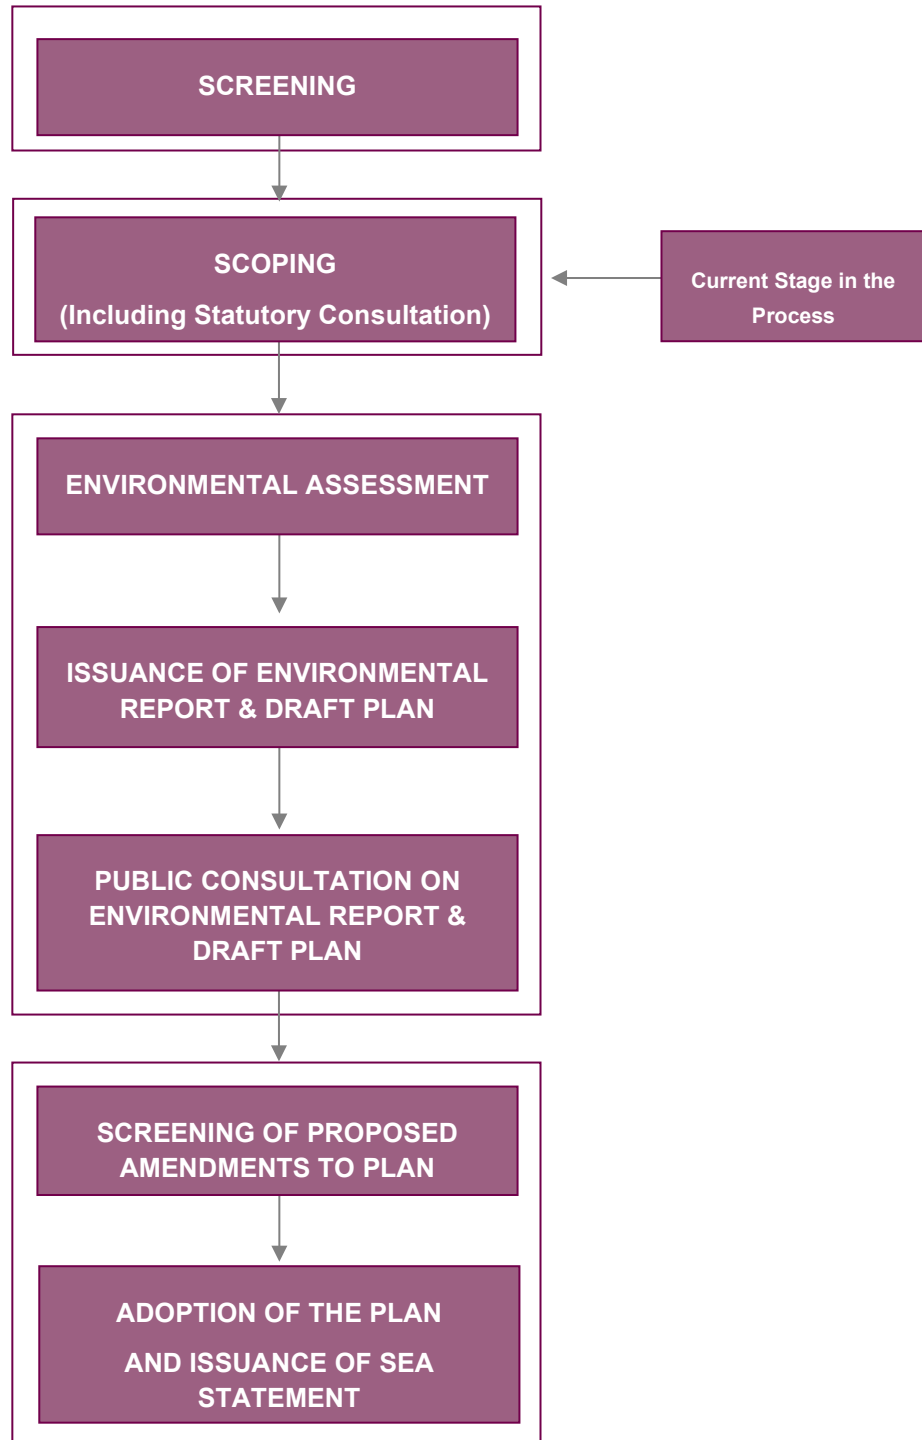 SCREENING
SCOPING
(Including Statutory Consultation)
Current Stage in the
Process
ENVIRONMENTAL ASSESSMENT
ISSUANCE OF ENVIRONMENTAL
REPORT & DRAFT PLAN
PUBLIC CONSULTATION ON
ENVIRONMENTAL REPORT &
DRAFT PLAN
SCREENING OF PROPOSED
AMENDMENTS TO PLAN
ADOPTION OF THE PLAN
AND ISSUANCE OF SEA
STATEMENT